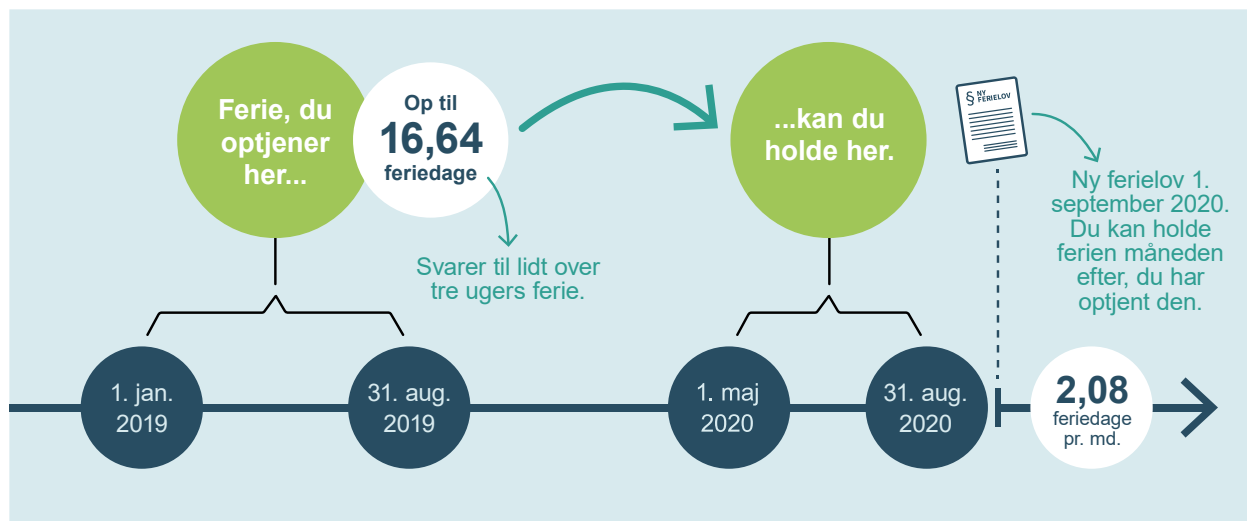 Ferie, du
optjener
her...
Op til
16,64
feriedage
Svarer til lidt over
tre ugers ferie.
...kan du
holde her.
§ NY
FERIELOV
Ny ferielov 1.
september 2020.
Du kan holde
ferien måneden
efter, du har
optjent den.
1. jan.
2019
31. aug.
2019
1. maj
2020
31. aug.
2020
2,08
feriedage
pr. md.